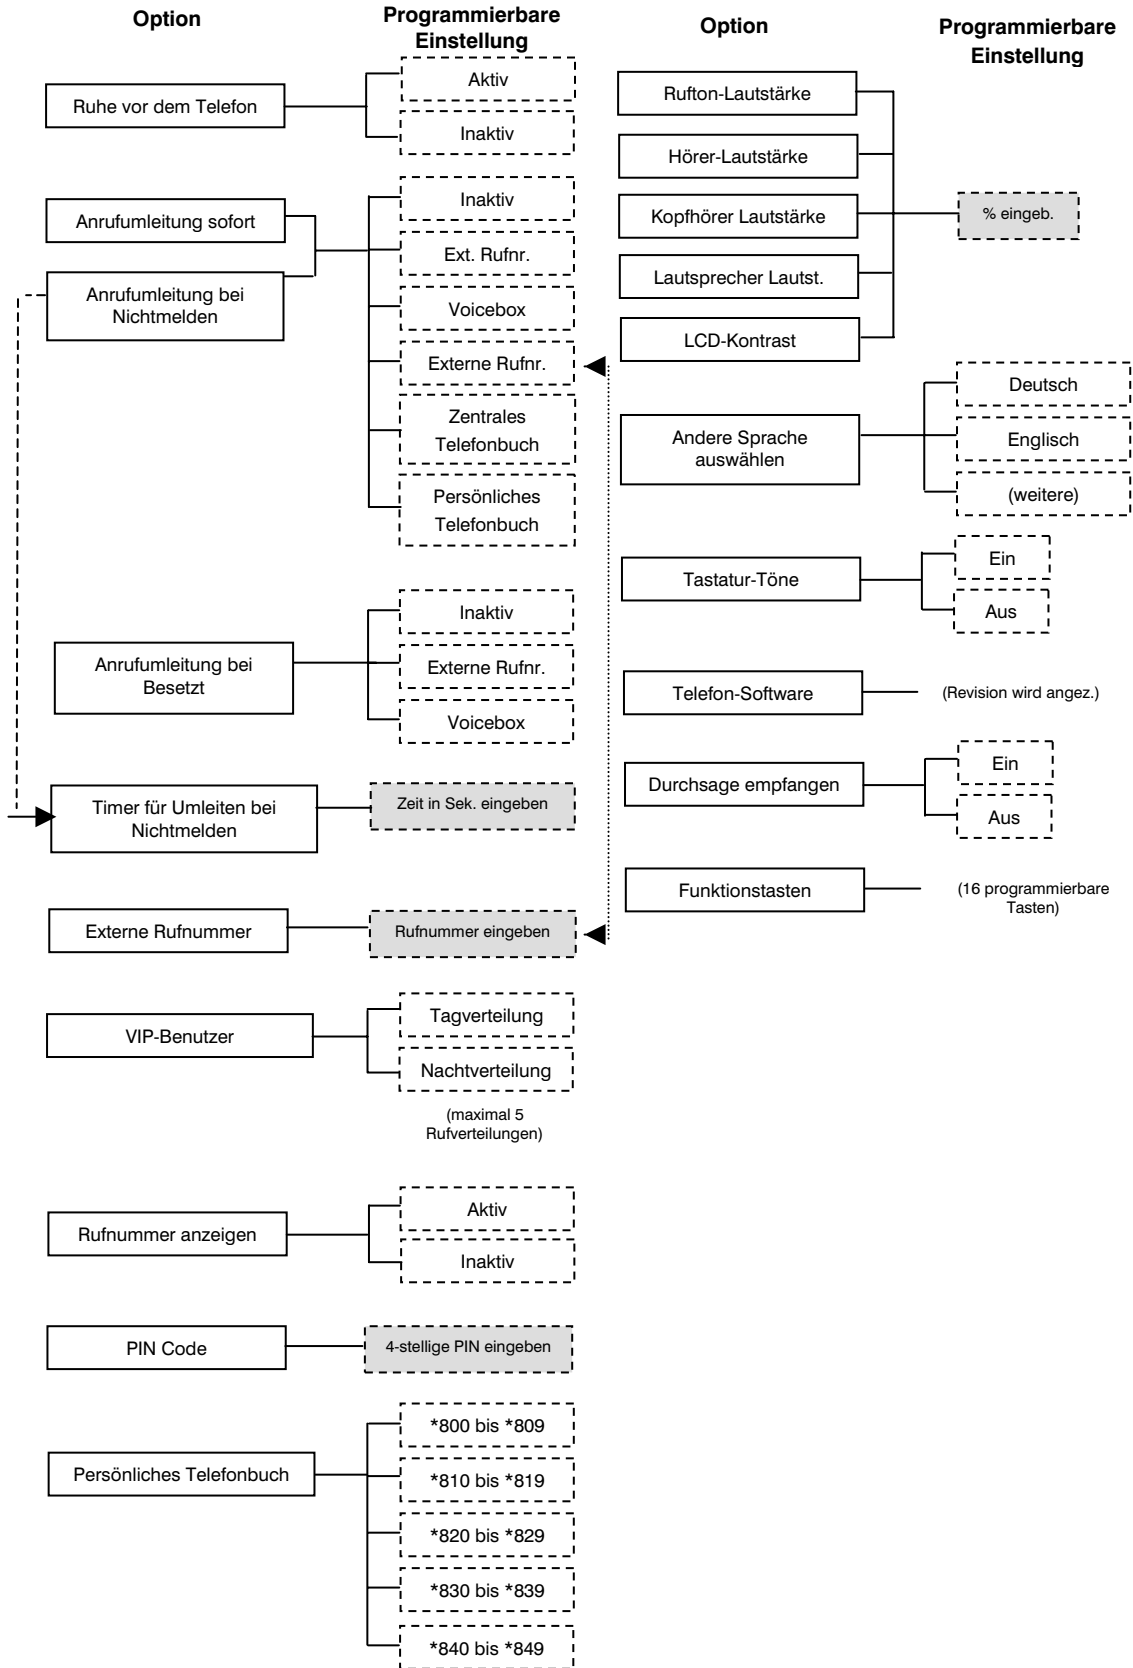 Option
Programmierbare
Einstellung
Ruhe vor dem Telefon
Aktiv
Inaktiv
Anrufumleitung sofort
Anrufumleitung bei
Nichtmelden
Inaktiv
Ext. Rufnr.
Voicebox
Externe Rufnr.
Zentrales
Telefonbuch
Persönliches
Telefonbuch
Anrufumleitung bei
Besetzt
Inaktiv
Externe Rufnr.
Voicebox
Timer für Umleiten bei
Nichtmelden
Zeit in Sek. eingeben
Externe Rufnummer
Rufnummer eingeben
VIP-Benutzer
Tagverteilung
Nachtverteilung
(maximal 5
Rufverteilungen)
Rufnummer anzeigen
Aktiv
Inaktiv
PIN Code
4-stellige PIN eingeben
Persönliches Telefonbuch
*800 bis *809
*810 bis *819
*820 bis *829
*830 bis *839
*840 bis *849
Option
Programmierbare
Einstellung
Rufton-Lautstärke
Hörer-Lautstärke
Kopfhörer Lautstärke
Lautsprecher Lautst.
LCD-Kontrast
% eingeb.
Andere Sprache
auswählen
Deutsch
Englisch
(weitere)
Tastatur-Töne
Ein
Aus
Telefon-Software
(Revision wird angez.)
Durchsage empfangen
Ein
Aus
Funktionstasten
(16 programmierbare
Tasten)